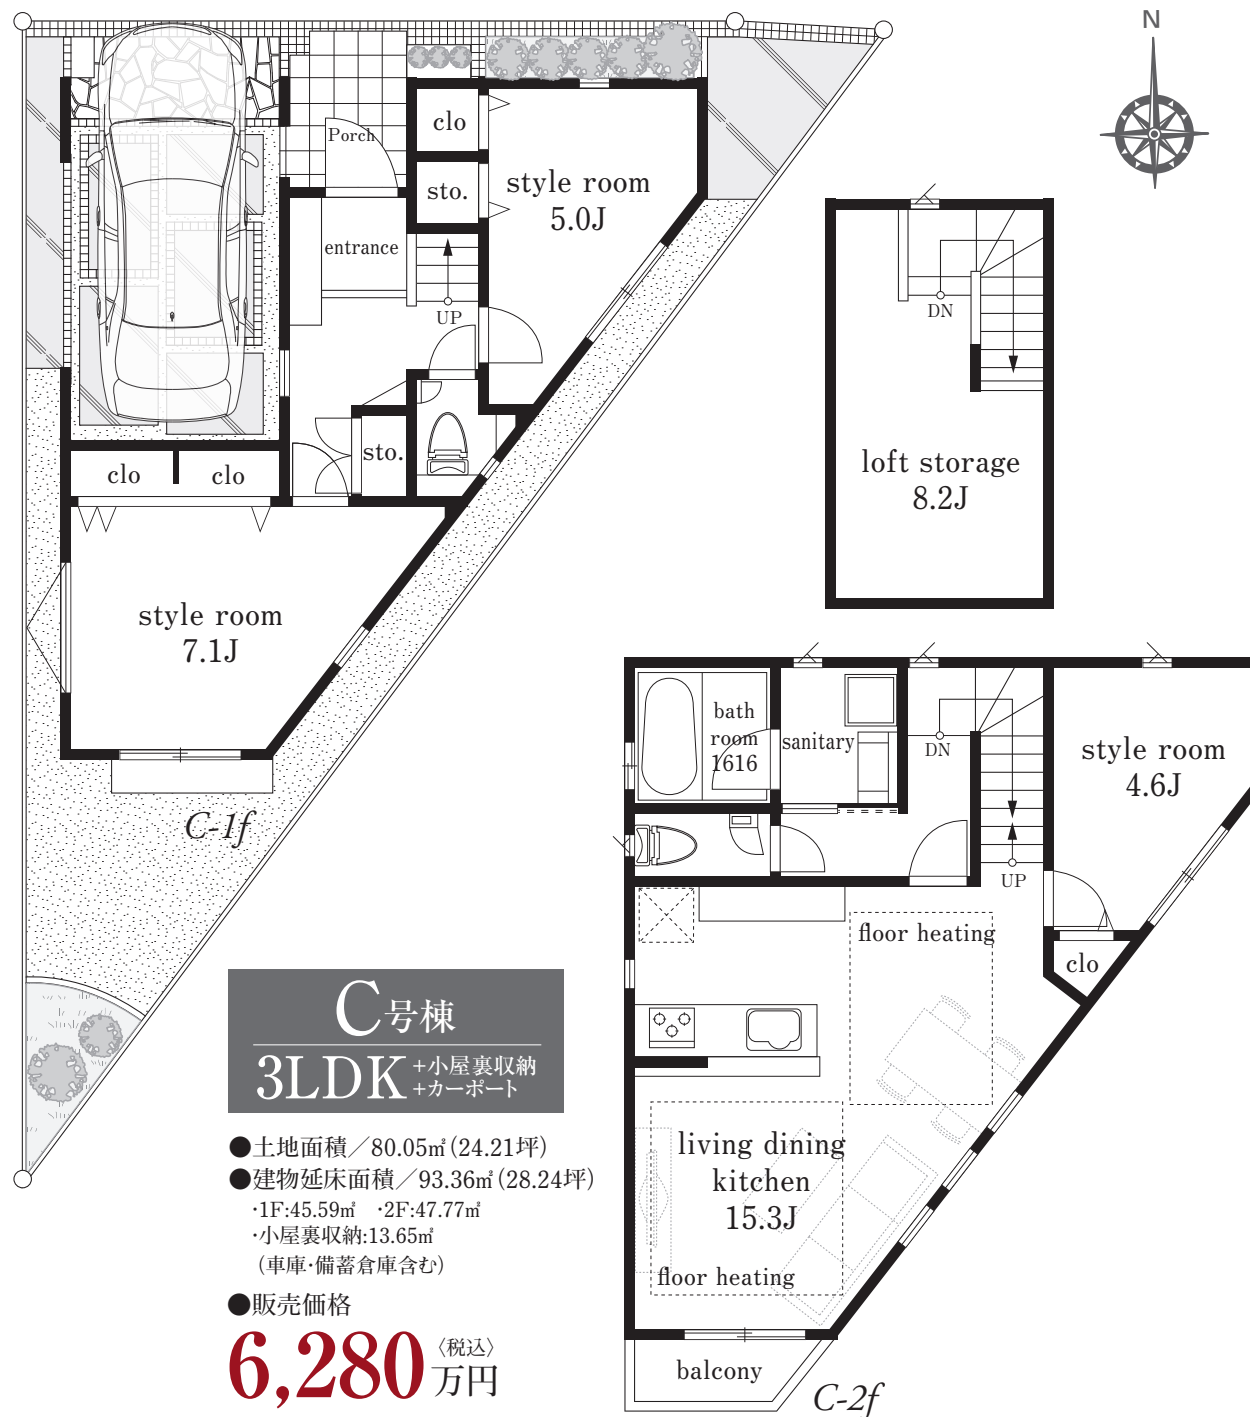 N
Porch
clo
sto.
style room
5.0J
entrance
UP
clo
clo
sto.
style room
7.1J
C-1f
DN
loft storage
8.2J
bath
room
1616
sanitary
DN
style room
4.6J
UP
clo
floor heating
living dining
kitchen
15.3J
floor heating
balcony
C-2f
C号棟
3LDK +小屋裏収納
+カーポート
●土地面積／80.05㎡(24.21坪)
●建物延床面積／93.36㎡(28.24坪)
・1F:45.59㎡ ・2F:47.77㎡
・小屋裏収納:13.65㎡
（車庫・備蓄倉庫含む）
●販売価格
6,280万円〈税込〉